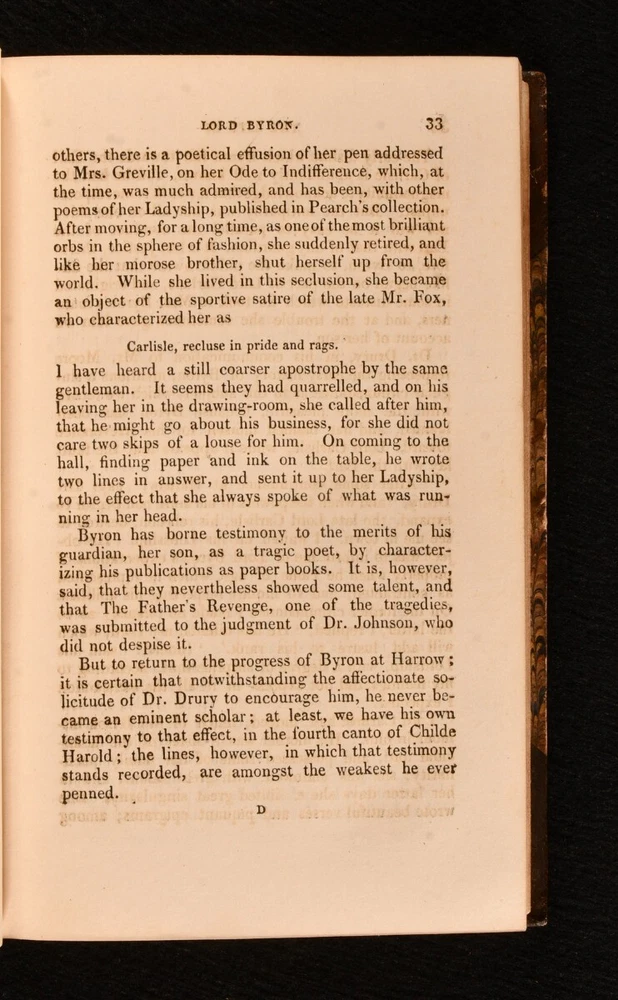 LORD BYRON. 33
others, there is a poetical effusion of her pen addressed
to Mrs. Greville, on her Ode to Indifference, which, at
the time, was much admired, and has been, with other
poems of her Ladyship, published in Pearch's collection.
After moving, for a long time, as one of the most brilliant
orbs in the sphere of fashion, she suddenly retired, and
like her morose brother, shut herself up from the
world. While she lived in this seclusion, she became
an object of the sportive satire of the late Mr. Fox,
who characterized her as
Carlisle, recluse in pride and rags.
I have heard a still coarser apostrophe by the same
gentleman. It seems they had quarrelled, and on his
leaving her in the drawing-room, she called after him,
that he might go about his business, for she did not
care two skips of a louse for him. On coming to the
hall, finding paper and ink on the table, he wrote
two lines in answer, and sent it up to her Ladyship,
to the effect that she always spoke of what was run-
ning in her head.
Byron has borne testimony to the merits of his
guardian, her son, as a tragic poet, by character-
izing his publications as paper books. It is, however,
said, that they nevertheless showed some talent, and
that The Father's Revenge, one of the tragedies,
was submitted to the judgment of Dr. Johnson, who
did not despise it.
But to return to the progress of Byron at Harrow;
it is certain that notwithstanding the affectionate so-
licitude of Dr. Drury to encourage him, he never be-
came an eminent scholar; at least, we have his own
testimony to that effect, in the fourth canto of Childe
Harold; the lines, however, in which that testimony
stands recorded, are amongst the weakest he ever
penned.
D